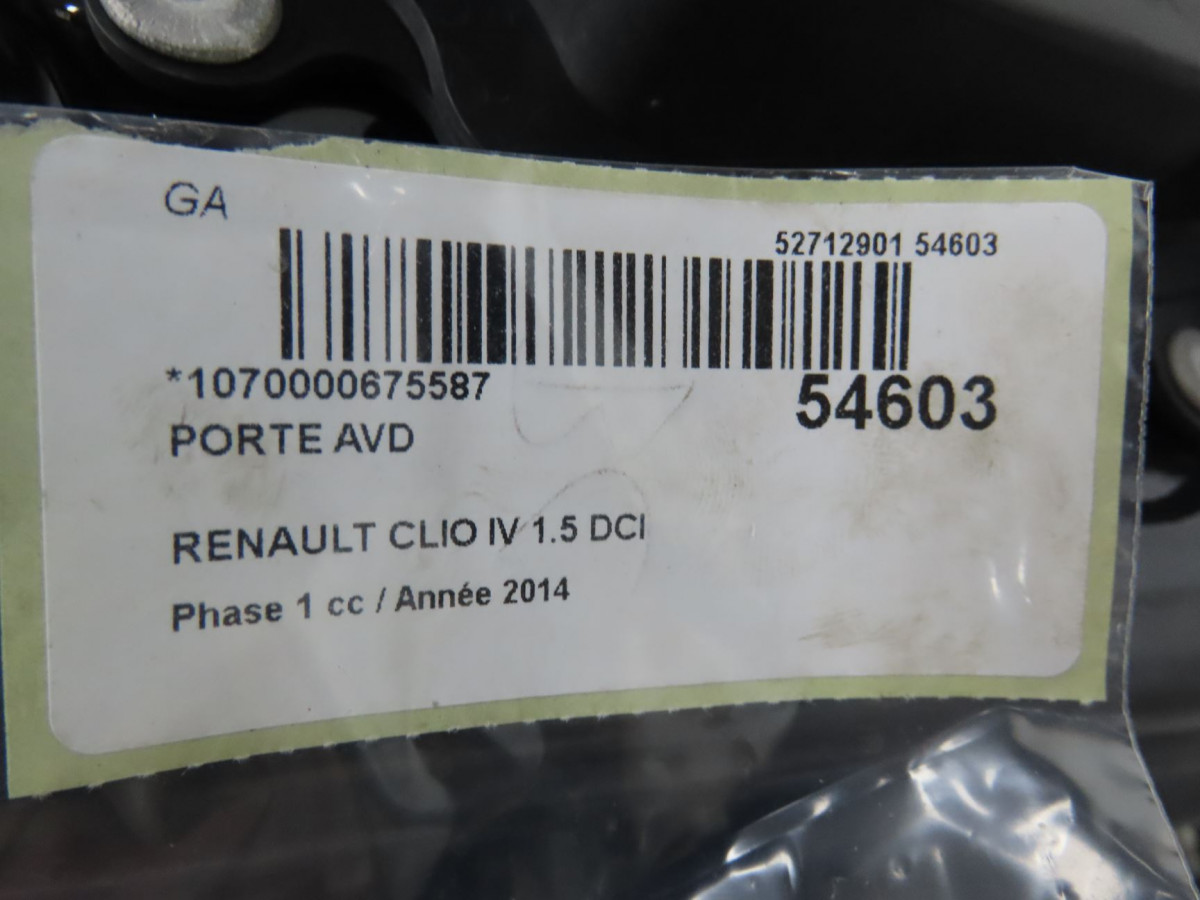 GA
52712901 54603
*1070000675587
54603
PORTE AVD
RENAULT CLIO IV 1.5 DCI
Phase 1 cc / Année 2014